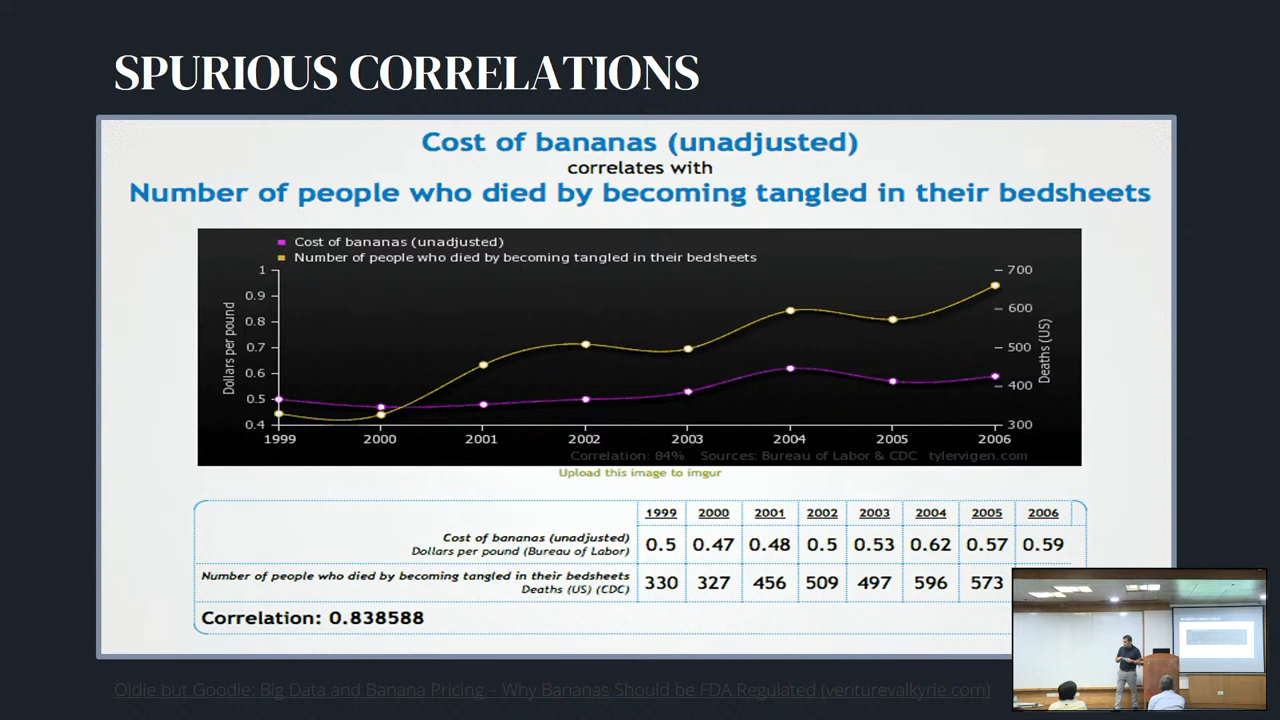 SPURIOUS CORRELATIONS
Cost of bananas (unadjusted)
correlates with
Number of people who died by becoming tangled in their bedsheets
Cost of bananas (unadjusted)
Number of people who died by becoming tangled in their bedsheets
Dollars per pound
1
0.9
0.8
0.7
0.6
0.5
0.4
700
600
500
400
300
Deaths (US)
1999 2000 2001 2002 2003 2004 2005 2006
Correlation: 84% Sources: Bureau of Labor & CDC tylervigen.com
Upload this image to imgur
1999 2000 2001 2002 2003 2004 2005 2006
Cost of bananas (unadjusted)
Dollars per pound (Bureau of Labor)
0.5 0.47 0.48 0.5 0.53 0.62 0.57 0.59
Number of people who died by becoming tangled in their bedsheets
Deaths (US) (CDC)
330 327 456 509 497 596 573
Correlation: 0.838588
Oldie but Goodie: Big Data and Banana Pricing – Why Bananas Should be FDA Regulated (venturevalkyrie.com)